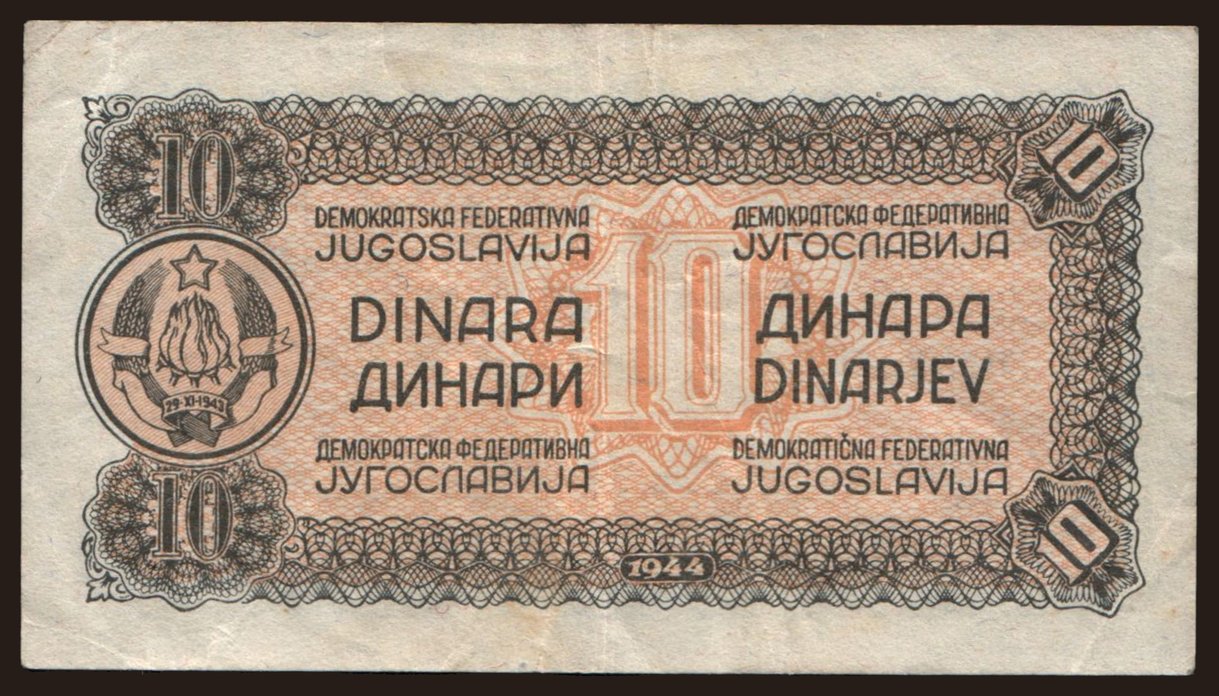 10
10
DEMOKRATSKA FEDERATIVNA
JUGOSLAVIJA
ДЕМОКРАТСКА ФЕДЕРАТИВНА
ЈУГОСЛАВИЈА
10
DINARA
ДИНАРИ
ДИНАРА
DINARJEV
29·XI·1943
ДЕМОКРАТСКА ФЕДЕРАТИВНА
ЈУГОСЛАВИЈА
DEMOKRATIČNA FEDERATIVNA
JUGOSLAVIJA
10
10
1944